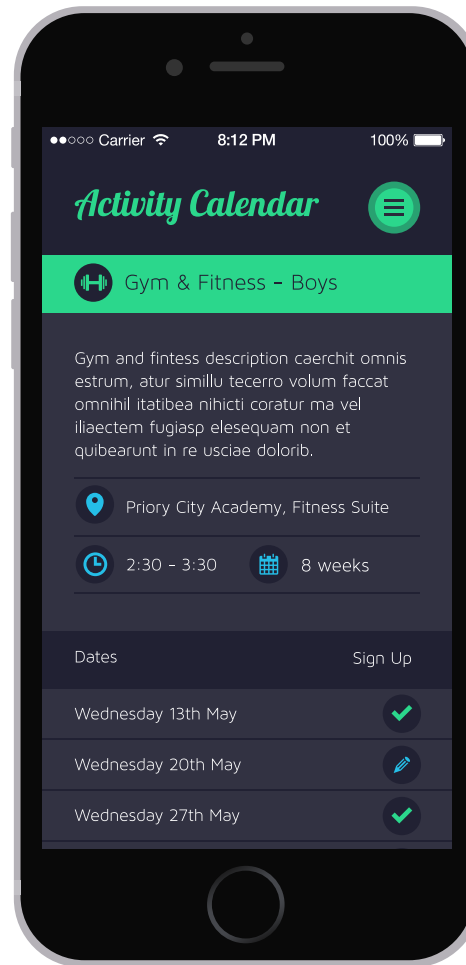 Carrier 8:12 PM 100%
Activity Calendar
Gym & Fitness - Boys
Gym and fintess description caerchit omnis
estrum, atur simillu tecerro volum faccat
omnihil itatibea nihicti coratur ma vel
iliaectem fugiasp elesequam non et
quibearunt in re usciae dolorib.
Priory City Academy, Fitness Suite
2:30 - 3:30 8 weeks
Dates Sign Up
Wednesday 13th May
Wednesday 20th May
Wednesday 27th May